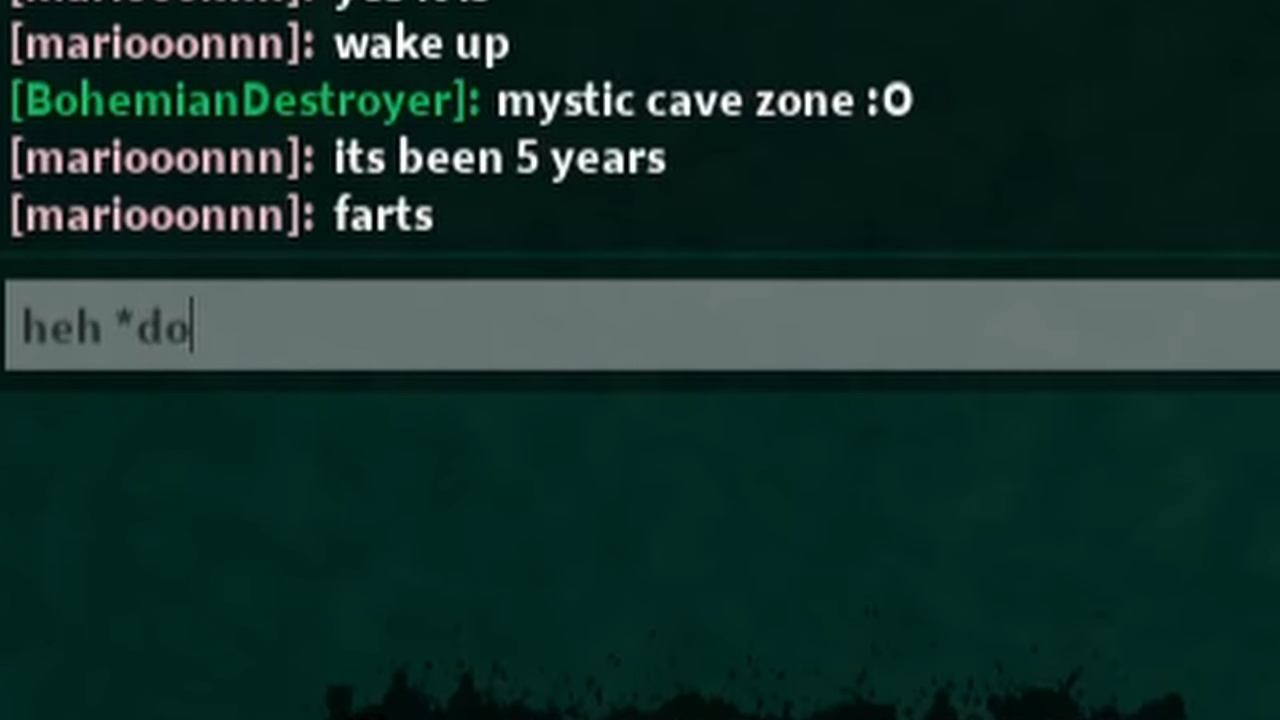 [mariooonnn]: wake up
[BohemianDestroyer]: mystic cave zone :O
[mariooonnn]: its been 5 years
[mariooonnn]: farts
heh *do